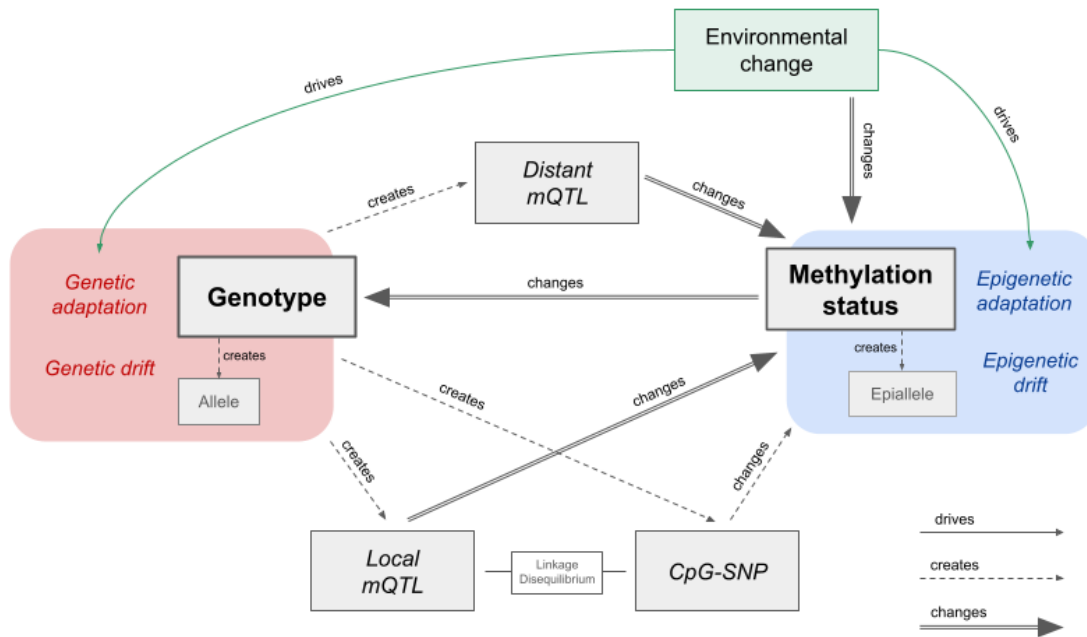 Environmental
change
drives
drives
changes
Distant
mQTL
creates
changes
Genetic
adaptation
Genotype
changes
Methylation
status
Epigenetic
adaptation
Genetic drift
creates
Allele
creates
Epiallele
Epigenetic
drift
creates
creates
changes
changes
Local
mQTL
Linkage
Disequilibrium
CpG-SNP
drives
creates
changes